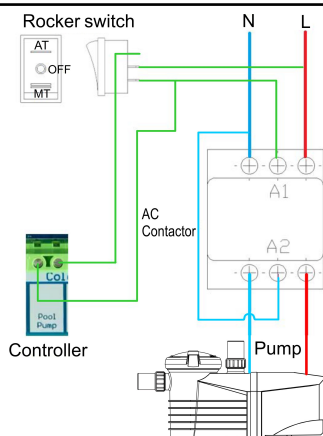 Rocker switch
N
L
AT
OFF
MT
AC
Contactor
A1
A2
Pool
Pump
Controller
Pump